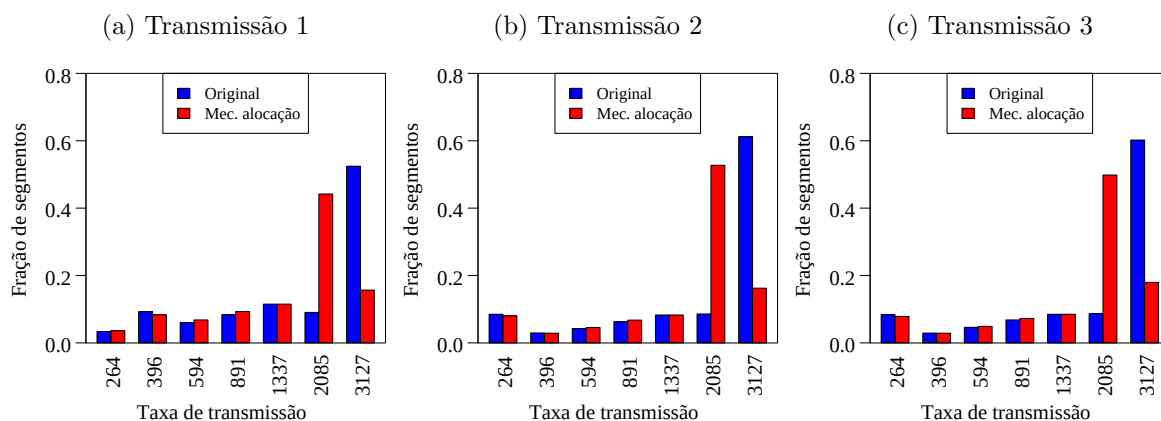 (a) Transmissão 1
(b) Transmissão 2
(c) Transmissão 3
Fração de segmentos
0.8
0.6
0.4
0.2
0.0
Original
Mec. alocação
264
396
594
891
1337
2085
3127
Taxa de transmissão
Fração de segmentos
0.8
0.6
0.4
0.2
0.0
Original
Mec. alocação
264
396
594
891
1337
2085
3127
Taxa de transmissão
Fração de segmentos
0.8
0.6
0.4
0.2
0.0
Original
Mec. alocação
264
396
594
891
1337
2085
3127
Taxa de transmissão